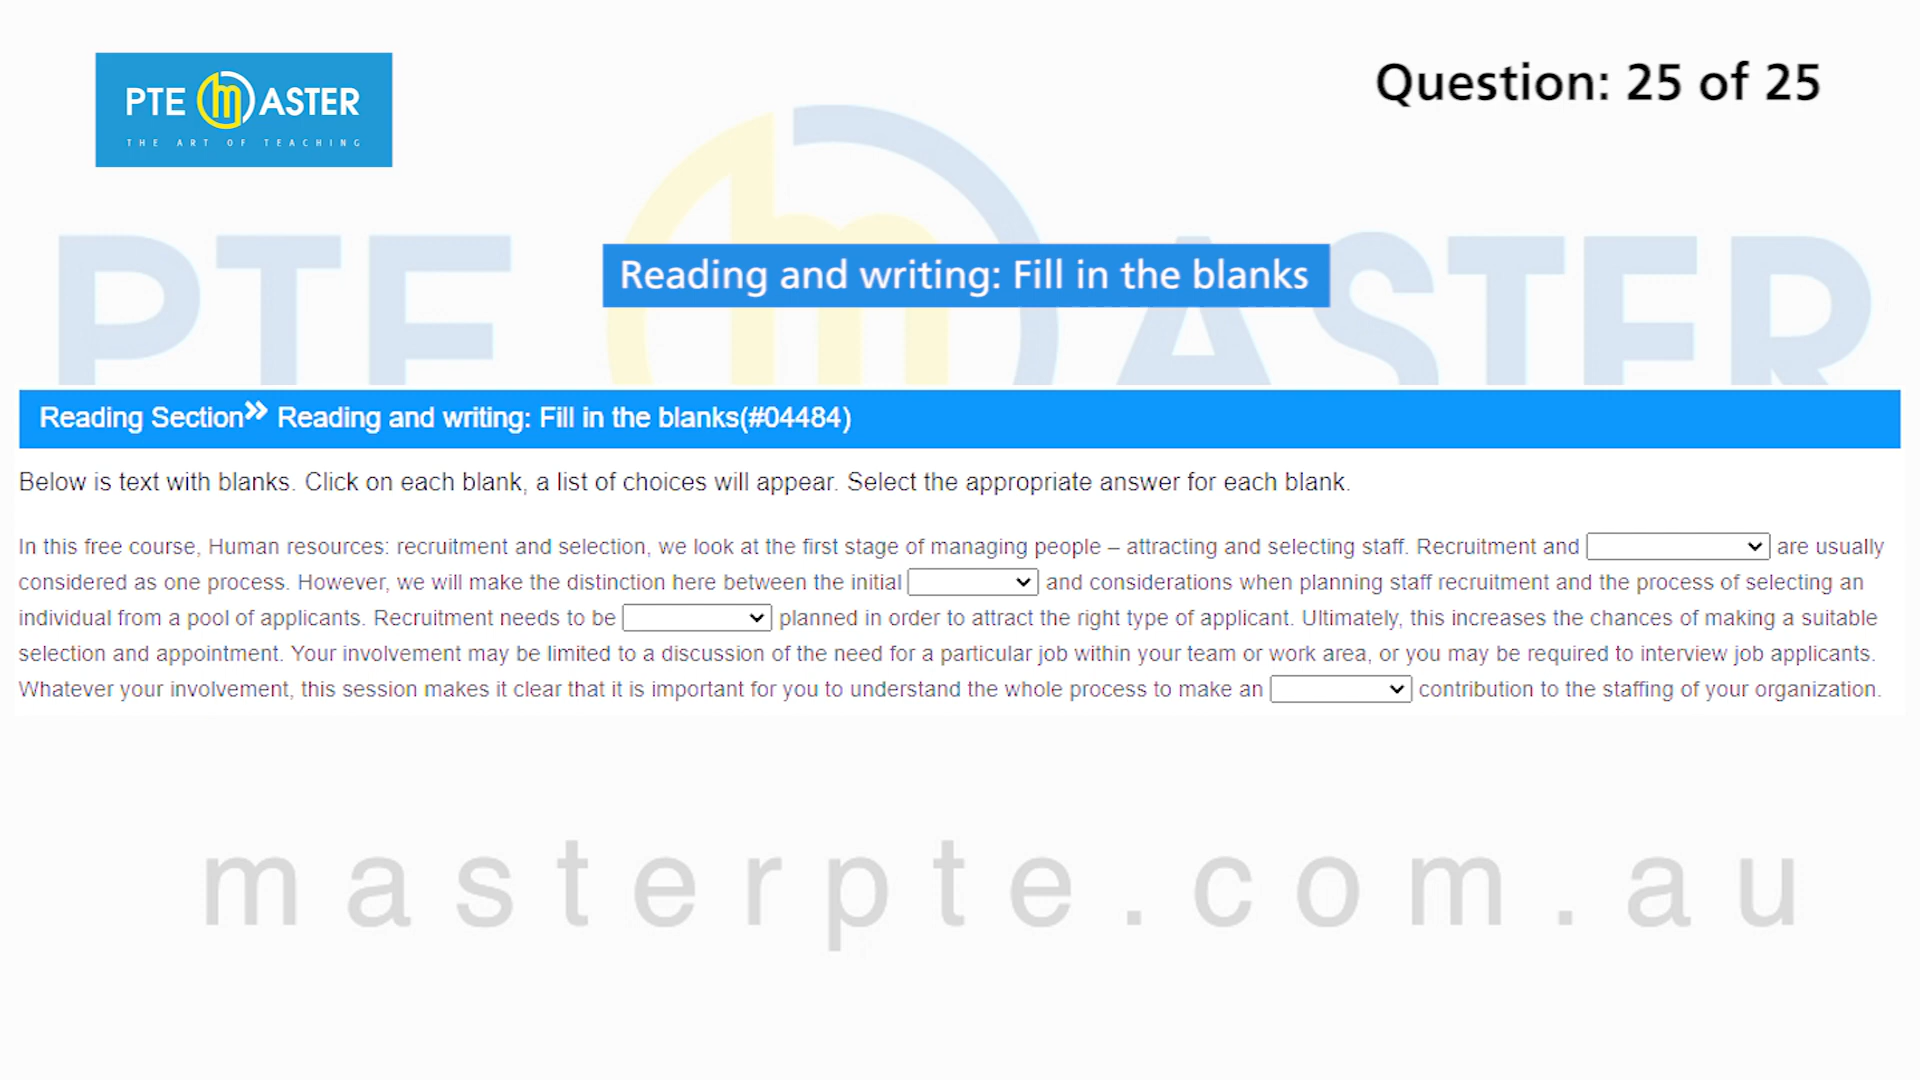 PTE MASTER
THE ART OF TEACHING
Question: 25 of 25
PTE MASTER
Reading and writing: Fill in the blanks
Reading Section» Reading and writing: Fill in the blanks(#04484)
Below is text with blanks. Click on each blank, a list of choices will appear. Select the appropriate answer for each blank.
In this free course, Human resources: recruitment and selection, we look at the first stage of managing people – attracting and selecting staff. Recruitment and are usually
considered as one process. However, we will make the distinction here between the initial and considerations when planning staff recruitment and the process of selecting an
individual from a pool of applicants. Recruitment needs to be planned in order to attract the right type of applicant. Ultimately, this increases the chances of making a suitable
selection and appointment. Your involvement may be limited to a discussion of the need for a particular job within your team or work area, or you may be required to interview job applicants.
Whatever your involvement, this session makes it clear that it is important for you to understand the whole process to make an contribution to the staffing of your organization.
masterpte.com.au